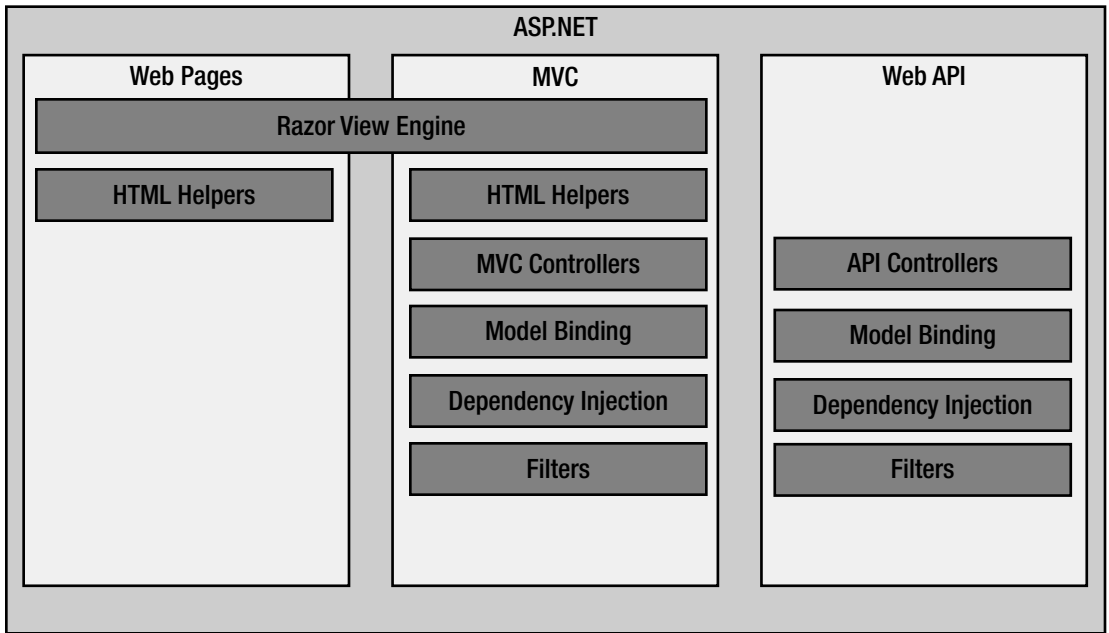 ASP.NET
Web Pages
MVC
Web API
Razor View Engine
HTML Helpers
HTML Helpers
MVC Controllers
API Controllers
Model Binding
Model Binding
Dependency Injection
Dependency Injection
Filters
Filters